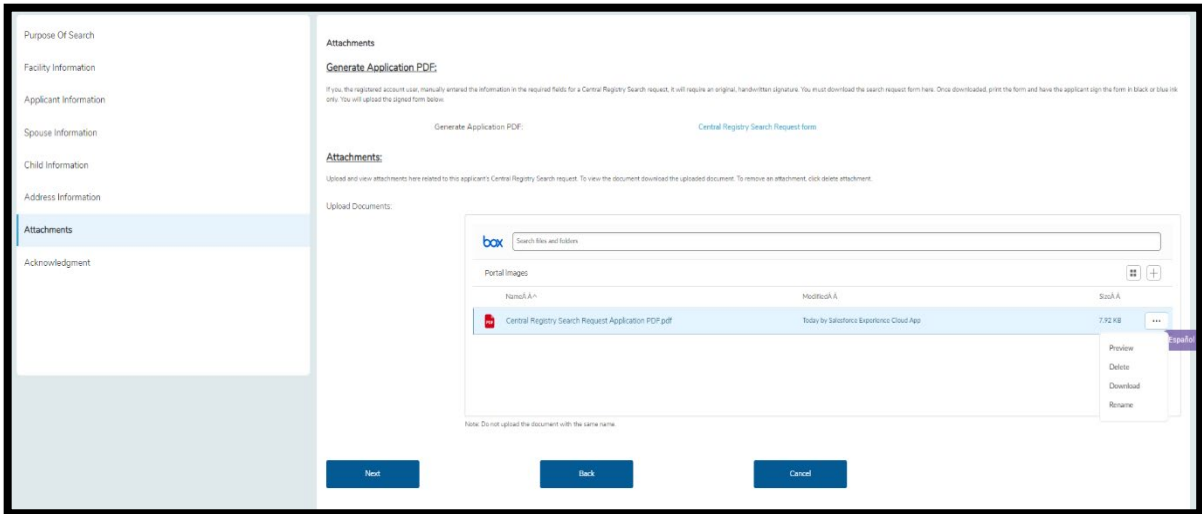 Purpose Of Search
Facility Information
Applicant Information
Spouse Information
Child Information
Address Information
Attachments
Acknowledgment
Attachments
Generate Application PDF:
If you, the registered account user, manually entered the information in the required fields for a Central Registry Search request, it will require an original, handwritten signature. You must download the search request form here. Once downloaded, print the form and have the applicant sign the form in black or blue ink
only. You will upload the signed form below.
Generate Application PDF: Central Registry Search Request form
Attachments:
Upload and view attachments here related to this applicant's Central Registry Search request. To view the document download the uploaded document. To remove an attachment, click delete attachment.
Upload Documents:
box Search files and folders
Portal Images
NameÂ Â^ ModifiedÂ Â SizeÂ Â
PDF Central Registry Search Request Application PDF.pdf Today by Salesforce Experience Cloud App 7.92 KB ...
Español
Preview
Delete
Download
Rename
Note: Do not upload the document with the same name.
Next Back Cancel